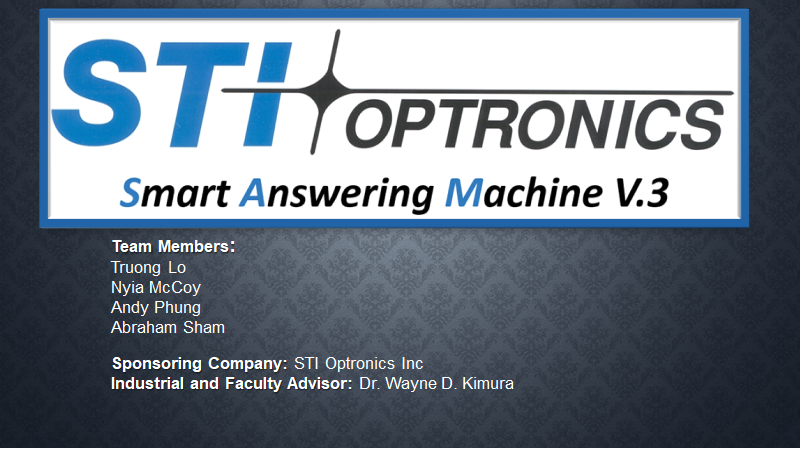 STI OPTRONICS
Smart Answering Machine V.3
Team Members:
Truong Lo
Nyia McCoy
Andy Phung
Abraham Sham
Sponsoring Company: STI Optronics Inc
Industrial and Faculty Advisor: Dr. Wayne D. Kimura